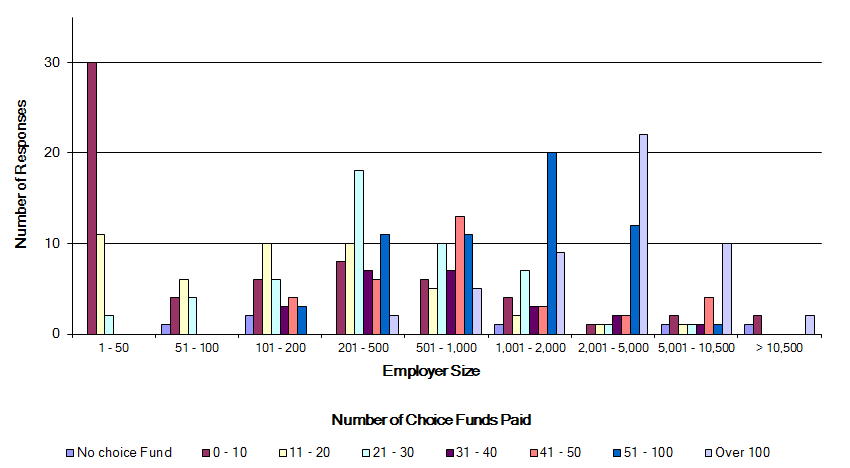 Number of Responses
30
20
10
0
1 - 50 51 - 100 101 - 200 201 - 500 501 - 1,000 1,001 - 2,000 2,001 - 5,000 5,001 - 10,500 > 10,500
Employer Size
Number of Choice Funds Paid
No choice Fund 0 - 10 11 - 20 21 - 30 31 - 40 41 - 50 51 - 100 Over 100